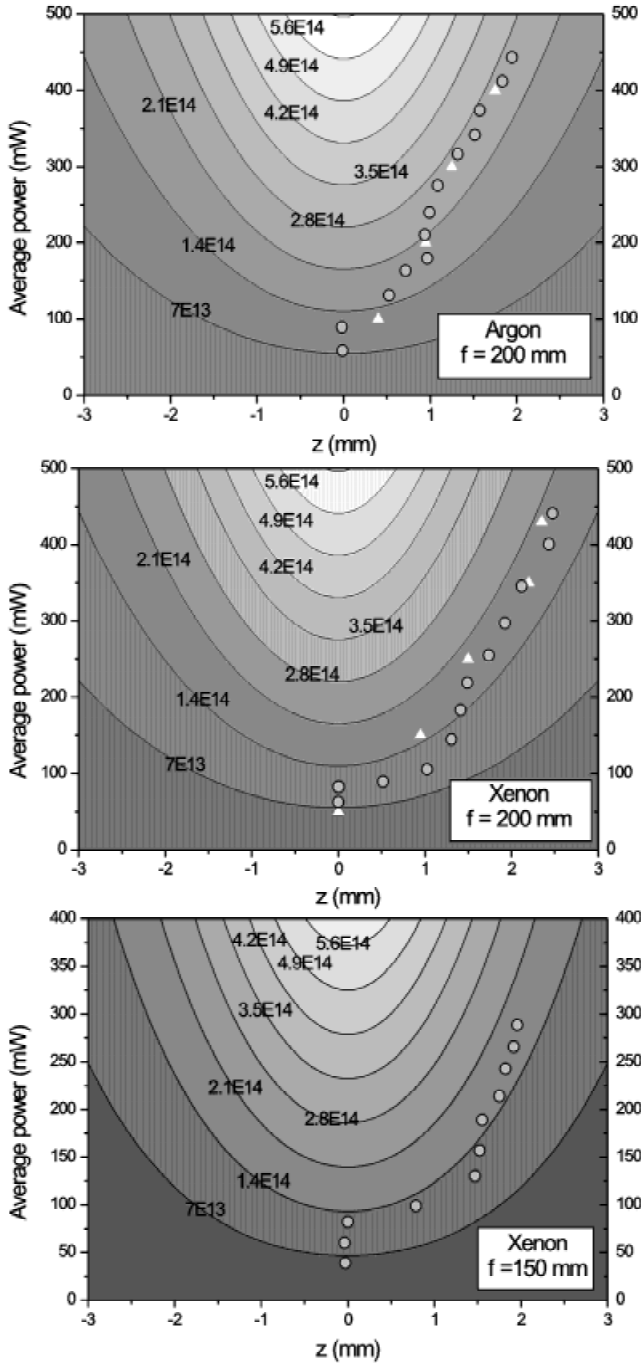 500
500
5.6E14
400
4.9E14
400
2.1E14
4.2E14
300
3.5E14
300
2.8E14
200
1.4E14
200
100
7E13
100
Argon
f = 200 mm
0
0
-3
-2
-1
0
1
2
3
Average power (mW)
z (mm)
500
500
5.6E14
400
4.9E14
400
2.1E14
4.2E14
300
3.5E14
300
2.8E14
200
1.4E14
200
7E13
100
100
Xenon
f = 200 mm
0
0
-3
-2
-1
0
1
2
3
Average power (mW)
z (mm)
400
400
4.2E14
5.6E14
350
4.9E14
350
300
3.5E14
300
250
250
2.1E14
200
2.8E14
200
150
150
1.4E14
100
7E13
100
50
50
Xenon
f =150 mm
0
0
-3
-2
-1
0
1
2
3
Average power (mW)
z (mm)